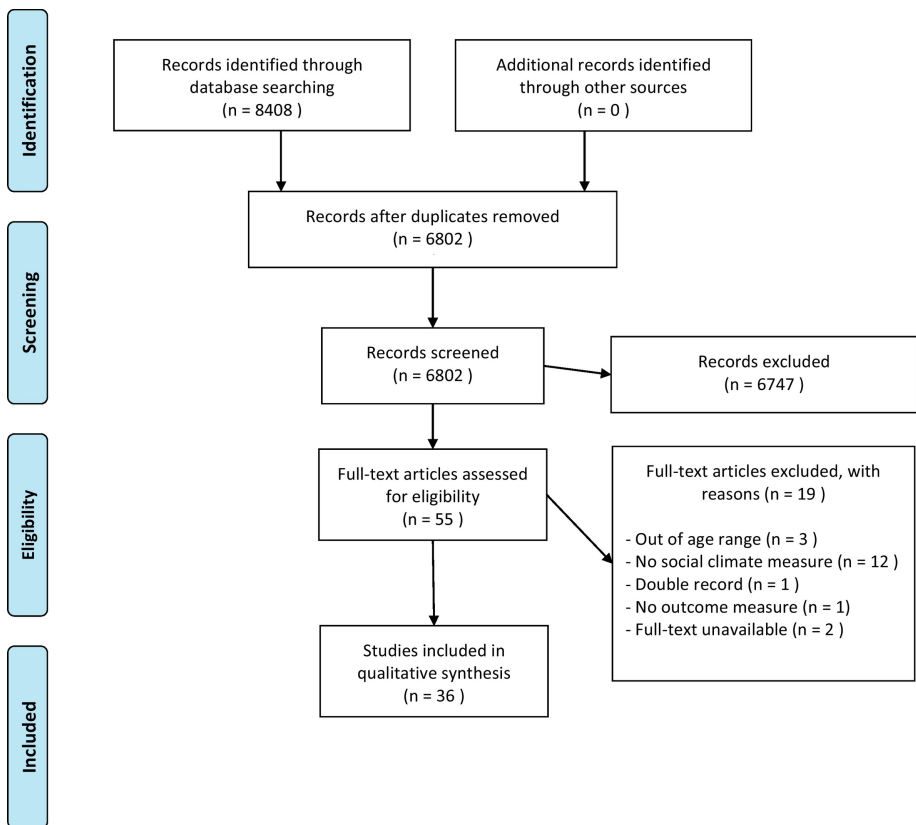 Identification
Records identified through
database searching
(n = 8408 )
Additional records identified
through other sources
(n = 0 )
Records after duplicates removed
(n = 6802 )
Screening
Records screened
(n = 6802 )
Records excluded
(n = 6747 )
Eligibility
Full-text articles assessed
for eligibility
(n = 55 )
Full-text articles excluded, with
reasons (n = 19 )
- Out of age range (n = 3 )
- No social climate measure (n = 12 )
- Double record (n = 1 )
- No outcome measure (n = 1)
- Full-text unavailable (n = 2 )
Included
Studies included in
qualitative synthesis
(n = 36 )